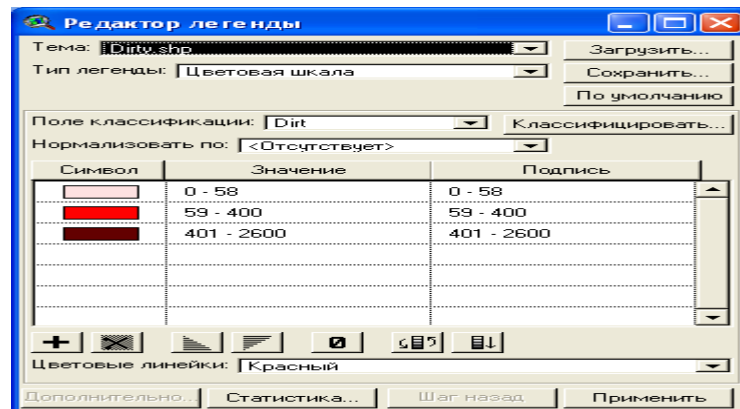 Редактор легенды
Тема: Dirty.shp Загрузить...
Тип легенды: Цветовая шкала Сохранить...
По умолчанию
Поле классификации: Dirt Классифицировать...
Нормализовать по: <Отсутствует>
Символ Значение Подпись
0 - 58 0 - 58
59 - 400 59 - 400
401 - 2600 401 - 2600
Цветовые линейки: Красный
Дополнительно... Статистика... Шаг назад Применить